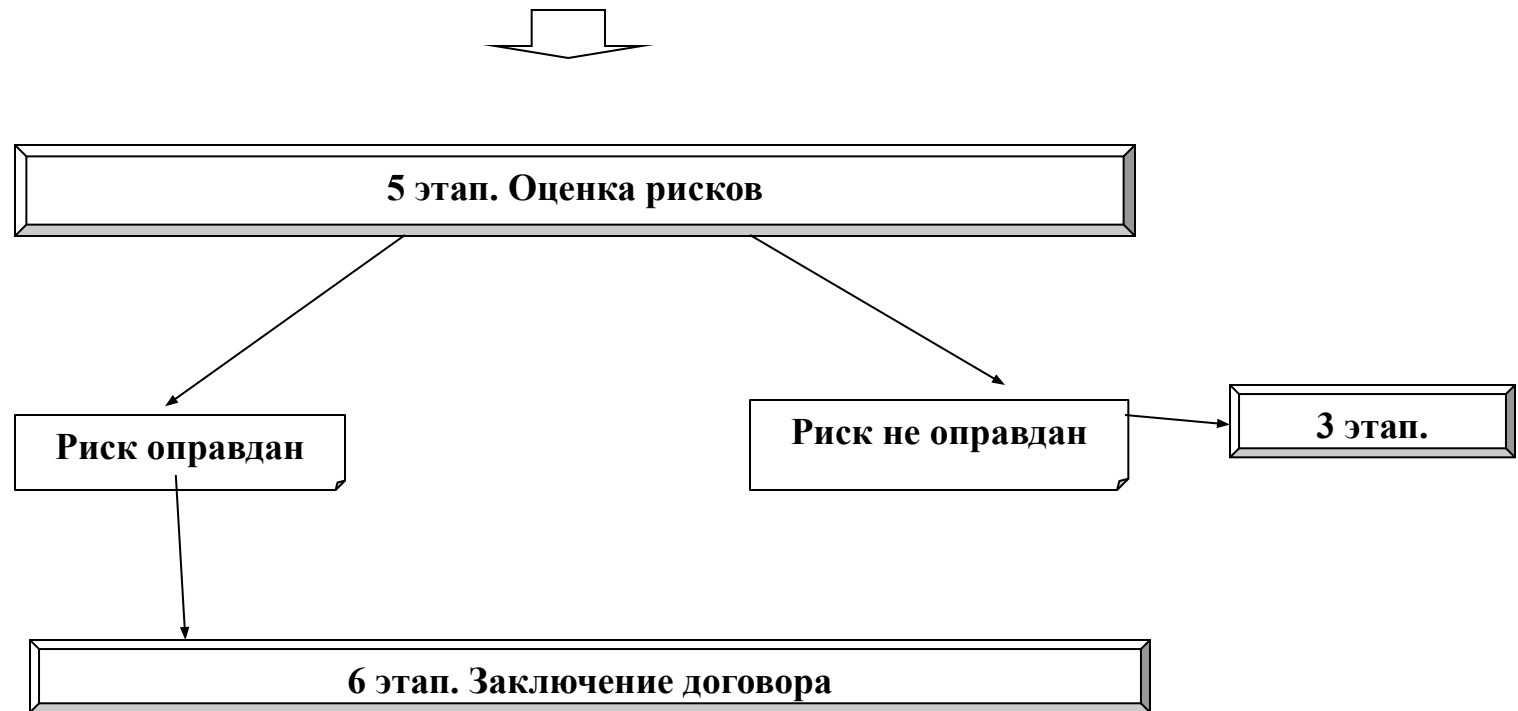 5 этап. Оценка рисков
Риск оправдан
Риск не оправдан
3 этап.
6 этап. Заключение договора